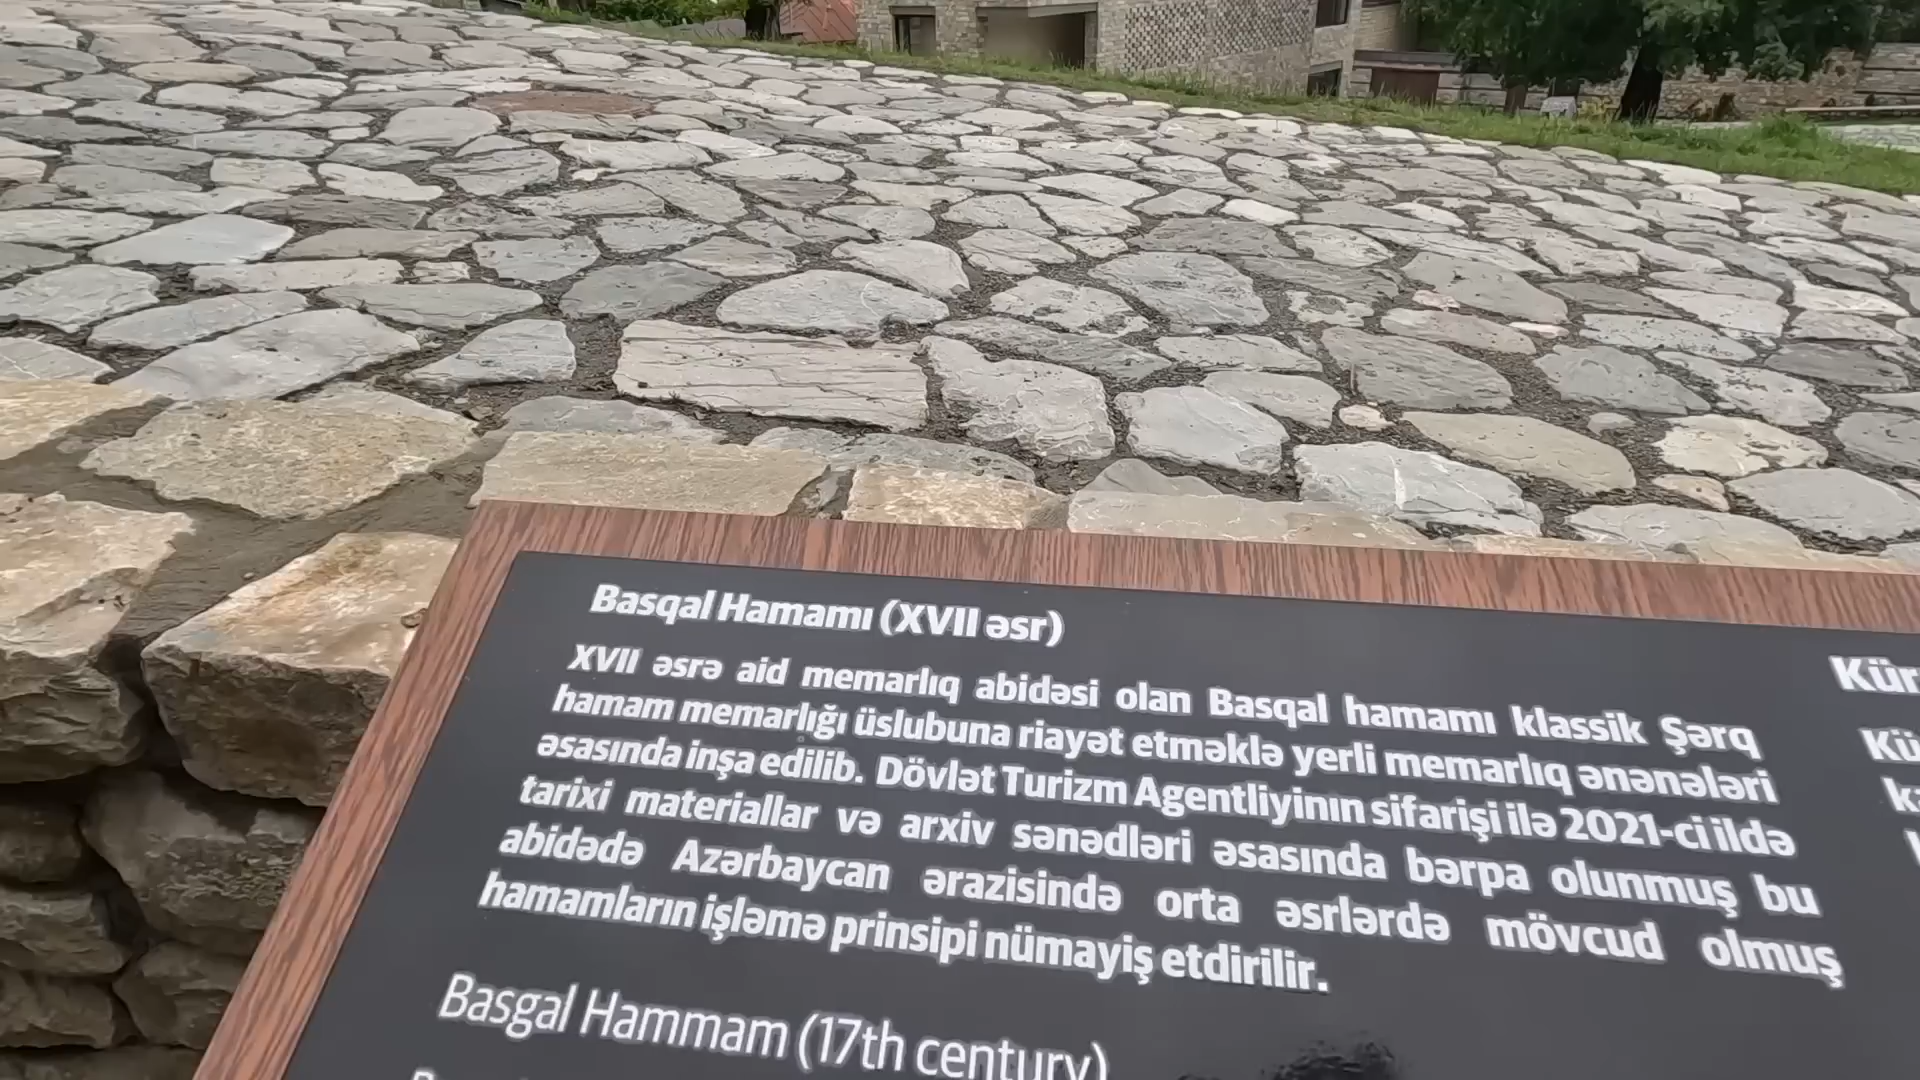 Basqal Hamamı (XVII əsr)
XVII əsrə aid memarlıq abidəsi olan Basqal hamamı klassik Şərq
hamam memarlığı üslubuna riayət etməklə yerli memarlıq ənənələri
əsasında inşa edilib. Dövlət Turizm Agentliyinin sifarişi ilə 2021-ci ildə
tarixi materiallar və arxiv sənədləri əsasında bərpa olunmuş bu
abidədə Azərbaycan ərazisində orta əsrlərdə mövcud olmuş
hamamların işləmə prinsipi nümayiş etdirilir.
Basgal Hammam (17th century)